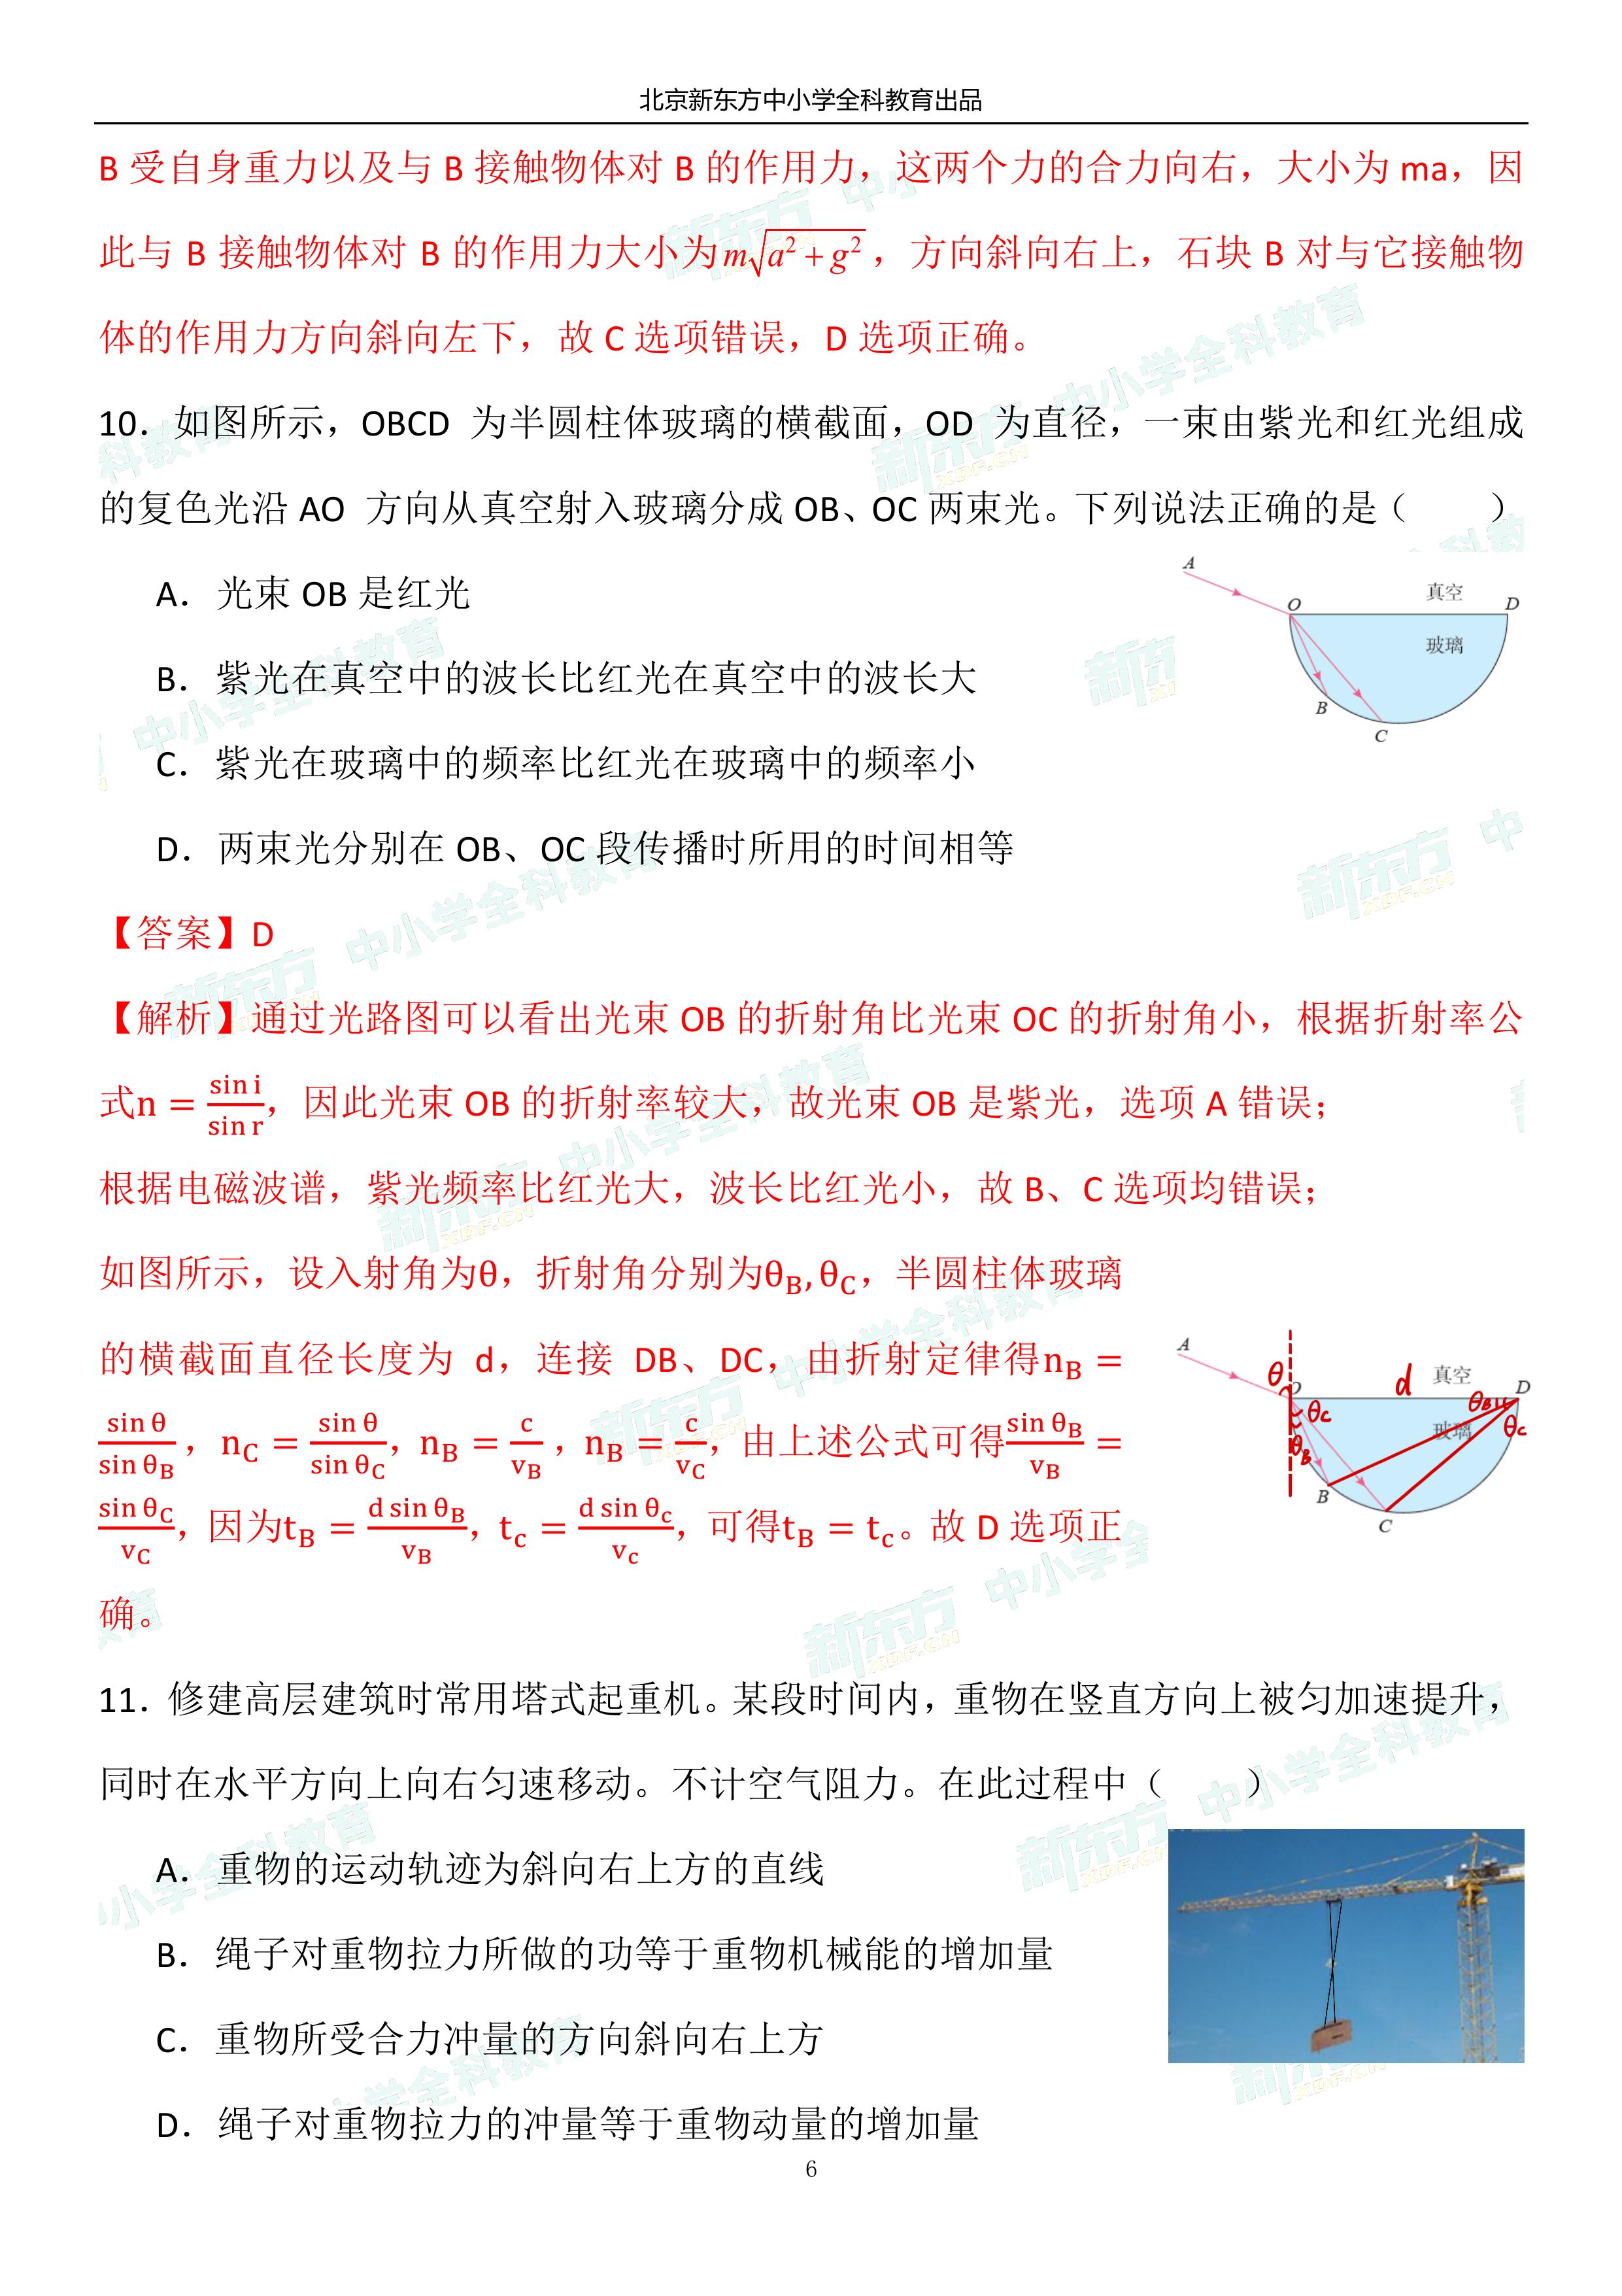 北京新东方中小学全科教育出品
B 受自身重力以及与 B 接触物体对 B 的作用力，这两个力的合力向右，大小为 ma，因
此与 B 接触物体对 B 的作用力大小为 $m\sqrt{a^2+g^2}$，方向斜向右上，石块 B 对与它接触物
体的作用力方向斜向左下，故 C 选项错误，D 选项正确。
10．如图所示，OBCD 为半圆柱体玻璃的横截面，OD 为直径，一束由紫光和红光组成
的复色光沿 AO 方向从真空射入玻璃分成 OB、OC 两束光。下列说法正确的是（ ）
A．光束 OB 是红光
B．紫光在真空中的波长比红光在真空中的波长大
C．紫光在玻璃中的频率比红光在玻璃中的频率小
D．两束光分别在 OB、OC 段传播时所用的时间相等
A
O
真空
D
玻璃
B
C
【答案】D
【解析】通过光路图可以看出光束 OB 的折射角比光束 OC 的折射角小，根据折射率公
式 $n=\frac{\sin i}{\sin r}$，因此光束 OB 的折射率较大，故光束 OB 是紫光，选项 A 错误；
根据电磁波谱，紫光频率比红光大，波长比红光小，故 B、C 选项均错误；
如图所示，设入射角为θ，折射角分别为 $θ_B, θ_C$，半圆柱体玻璃
的横截面直径长度为 d，连接 DB、DC，由折射定律得 $n_B=$
$\frac{\sin θ}{\sin θ_B}$，$n_C=\frac{\sin θ}{\sin θ_C}$，$n_B=\frac{c}{v_B}$，$n_B=\frac{c}{v_C}$，由上述公式可得 $\frac{\sin θ_B}{v_B}=$
$\frac{\sin θ_C}{v_C}$，因为 $t_B=\frac{d \sin θ_B}{v_B}$，$t_c=\frac{d \sin θ_c}{v_c}$，可得 $t_B=t_c$。故 D 选项正
确。
A
θ
O
d
真空
D
θC
θB
玻璃
θB
θC
B
C
11．修建高层建筑时常用塔式起重机。某段时间内，重物在竖直方向上被匀加速提升，
同时在水平方向上向右匀速移动。不计空气阻力。在此过程中（ ）
A．重物的运动轨迹为斜向右上方的直线
B．绳子对重物拉力所做的功等于重物机械能的增加量
C．重物所受合力冲量的方向斜向右上方
D．绳子对重物拉力的冲量等于重物动量的增加量
6
新东方 XDF.CN 中小学全科教育